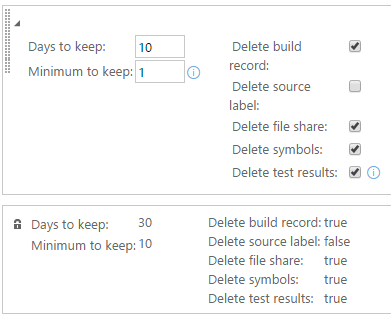 Days to keep: 10
Minimum to keep: 1
Delete build
record:
Delete source
label:
Delete file share:
Delete symbols:
Delete test results:
Days to keep: 30
Minimum to keep: 10
Delete build record: true
Delete source label: false
Delete file share: true
Delete symbols: true
Delete test results: true